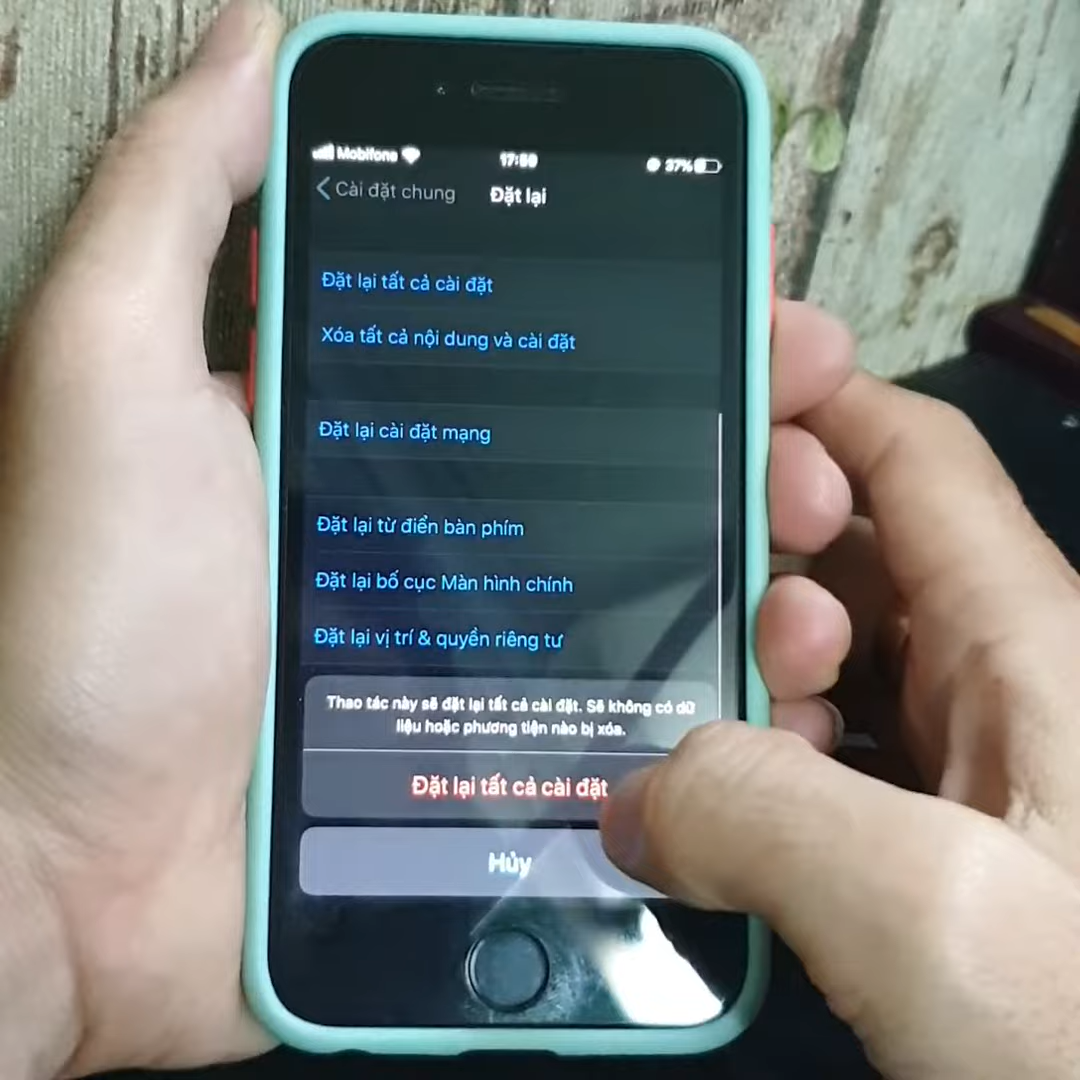 Mobifone 17:59 37%
Cài đặt chung Đặt lại
Đặt lại tất cả cài đặt
Xóa tất cả nội dung và cài đặt
Đặt lại cài đặt mạng
Đặt lại từ điển bàn phím
Đặt lại bố cục Màn hình chính
Đặt lại vị trí & quyền riêng tư
Thao tác này sẽ đặt lại tất cả cài đặt. Sẽ không có dữ
liệu hoặc phương tiện nào bị xóa.
Đặt lại tất cả cài đặt
Hủy